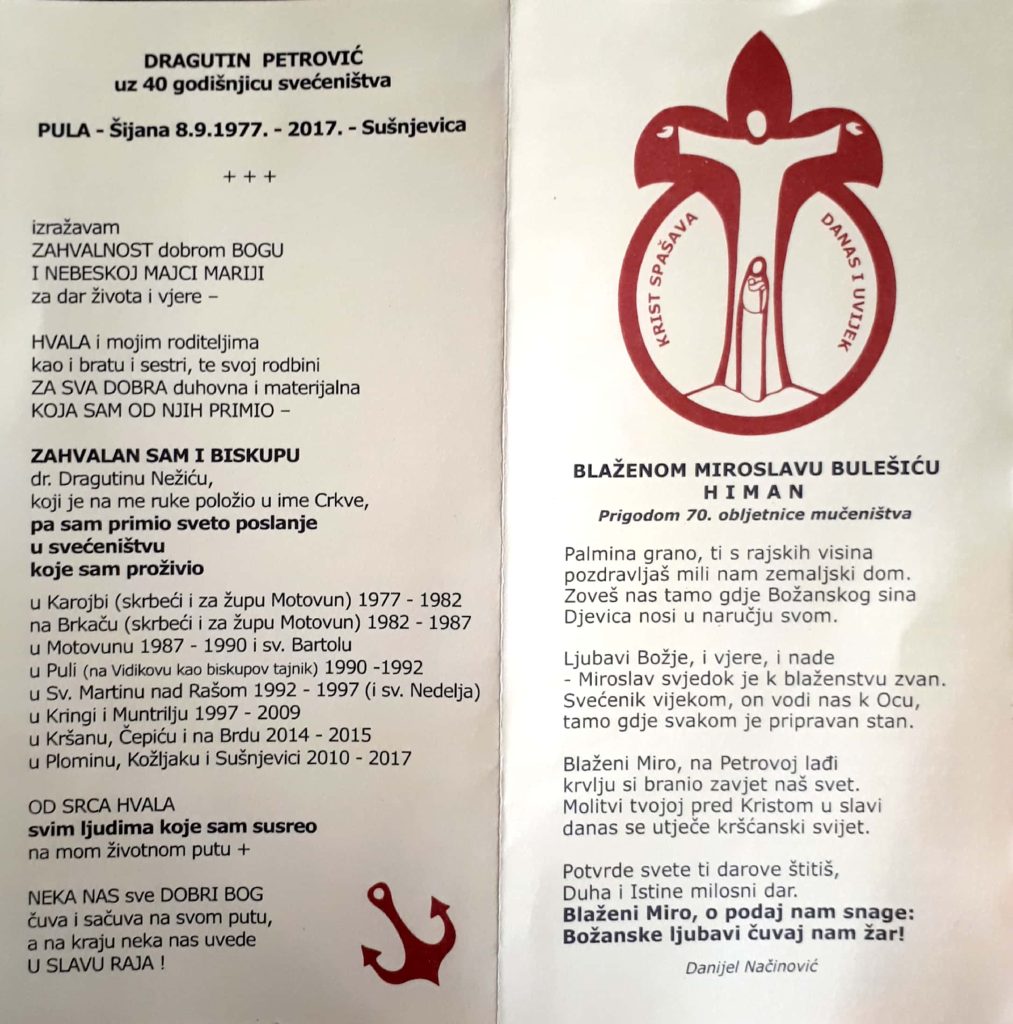 DRAGUTIN PETROVIĆ
uz 40 godišnjicu svećeništva
PULA - Šijana 8.9.1977. - 2017. - Sušnjevica
+ + +
izražavam
ZAHVALNOST dobrom BOGU
I NEBESKOJ MAJCI MARIJI
za dar života i vjere –
HVALA i mojim roditeljima
kao i bratu i sestri, te svoj rodbini
ZA SVA DOBRA duhovna i materijalna
KOJA SAM OD NJIH PRIMIO –
ZAHVALAN SAM I BISKUPU
dr. Dragutinu Nežiću,
koji je na me ruke položio u ime Crkve,
pa sam primio sveto poslanje
u svećeništvu
koje sam proživio
u Karojbi (skrbeći i za župu Motovun) 1977 - 1982
na Brkaču (skrbeći i za župu Motovun) 1982 - 1987
u Motovunu 1987 - 1990 i sv. Bartolu
u Puli (na Vidikovu kao biskupov tajnik) 1990 -1992
u Sv. Martinu nad Rašom 1992 - 1997 (i sv. Nedelja)
u Kringi i Muntrilju 1997 - 2009
u Kršanu, Čepiću i na Brdu 2014 - 2015
u Plominu, Kožljaku i Sušnjevici 2010 - 2017
OD SRCA HVALA
svim ljudima koje sam susreo
na mom životnom putu +
NEKA NAS sve DOBRI BOG
čuva i sačuva na svom putu,
a na kraju neka nas uvede
U SLAVU RAJA !
KRIST SPAŠAVA
DANAS I UVIJEK
BLAŽENOM MIROSLAVU BULEŠIĆU
H I M A N
Prigodom 70. obljetnice mučeništva
Palmina grano, ti s rajskih visina
pozdravljaš mili nam zemaljski dom.
Zoveš nas tamo gdje Božanskog sina
Djevica nosi u naručju svom.
Ljubavi Božje, i vjere, i nade
- Miroslav svjedok je k blaženstvu zvan.
Svećenik vijekom, on vodi nas k Ocu,
tamo gdje svakom je pripravan stan.
Blaženi Miro, na Petrovoj lađi
krvlju si branio zavjet naš svet.
Molitvi tvojoj pred Kristom u slavi
danas se utječe kršćanski svijet.
Potvrde svete ti darove štitiš,
Duha i Istine milosni dar.
Blaženi Miro, o podaj nam snage:
Božanske ljubavi čuvaj nam žar!
Danijel Načinović